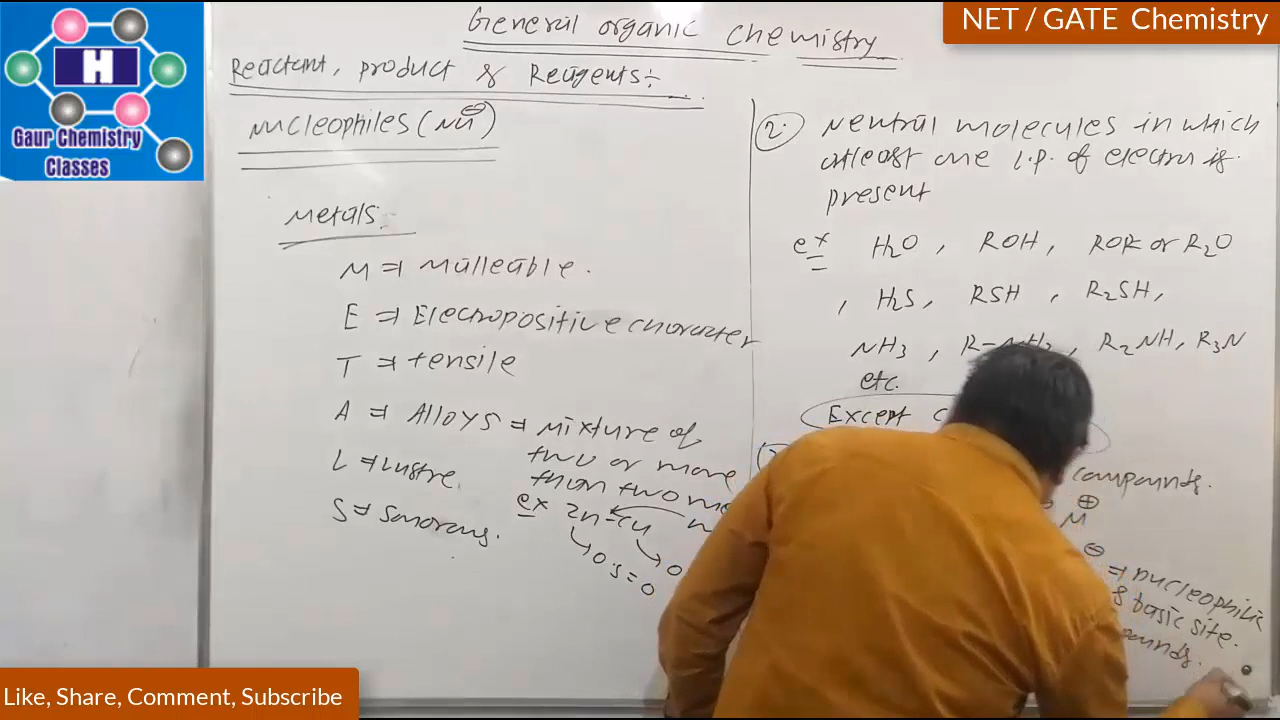 General organic chemistry
NET / GATE Chemistry
H
Gaur Chemistry
Classes
Reactant, product & Reagents:-
Nucleophiles (Nu⊖)
Metals:
M ⇒ Malleable.
E ⇒ Electropositive character
T ⇒ tensile
A ⇒ Alloys = Mixture of
two or more
than two
L ⇒ Lustre.
ex Zn-Cu
S ⇒ Sonorous.
O S = 0
2. Neutral molecules in which
atleast one l.p. of electron is
present
ex H2O, ROH, ROR or R2O
, H2S, RSH, R2SH,
NH3, R-NH2, R2NH, R3N
etc.
Except
compounds.
⊕
M
⊖ ⇒ nucleophilic
& basic site.
Like, Share, Comment, Subscribe